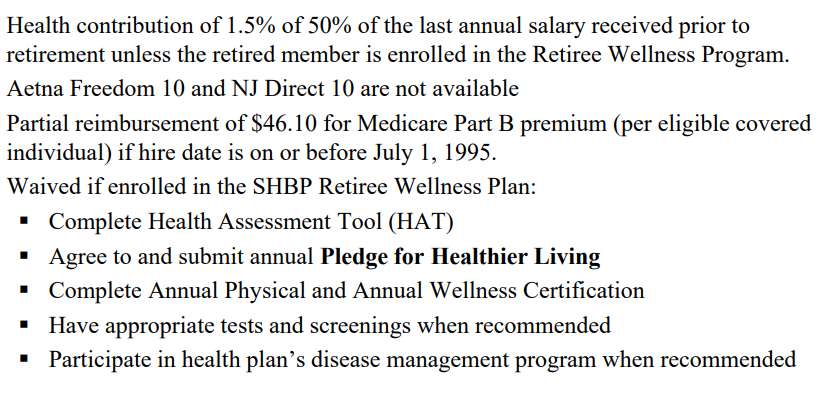 Health contribution of 1.5% of 50% of the last annual salary received prior to
retirement unless the retired member is enrolled in the Retiree Wellness Program.
Aetna Freedom 10 and NJ Direct 10 are not available
Partial reimbursement of $46.10 for Medicare Part B premium (per eligible covered
individual) if hire date is on or before July 1, 1995.
Waived if enrolled in the SHBP Retiree Wellness Plan:
▪ Complete Health Assessment Tool (HAT)
▪ Agree to and submit annual Pledge for Healthier Living
▪ Complete Annual Physical and Annual Wellness Certification
▪ Have appropriate tests and screenings when recommended
▪ Participate in health plan’s disease management program when recommended